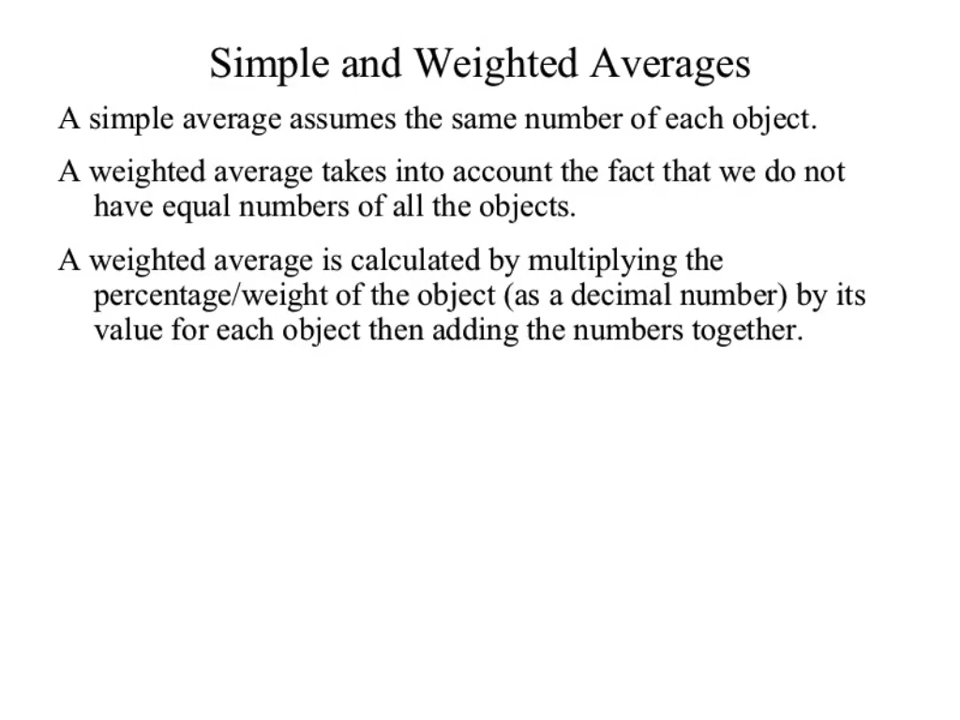 Simple and Weighted Averages
A simple average assumes the same number of each object.
A weighted average takes into account the fact that we do not
have equal numbers of all the objects.
A weighted average is calculated by multiplying the
percentage/weight of the object (as a decimal number) by its
value for each object then adding the numbers together.